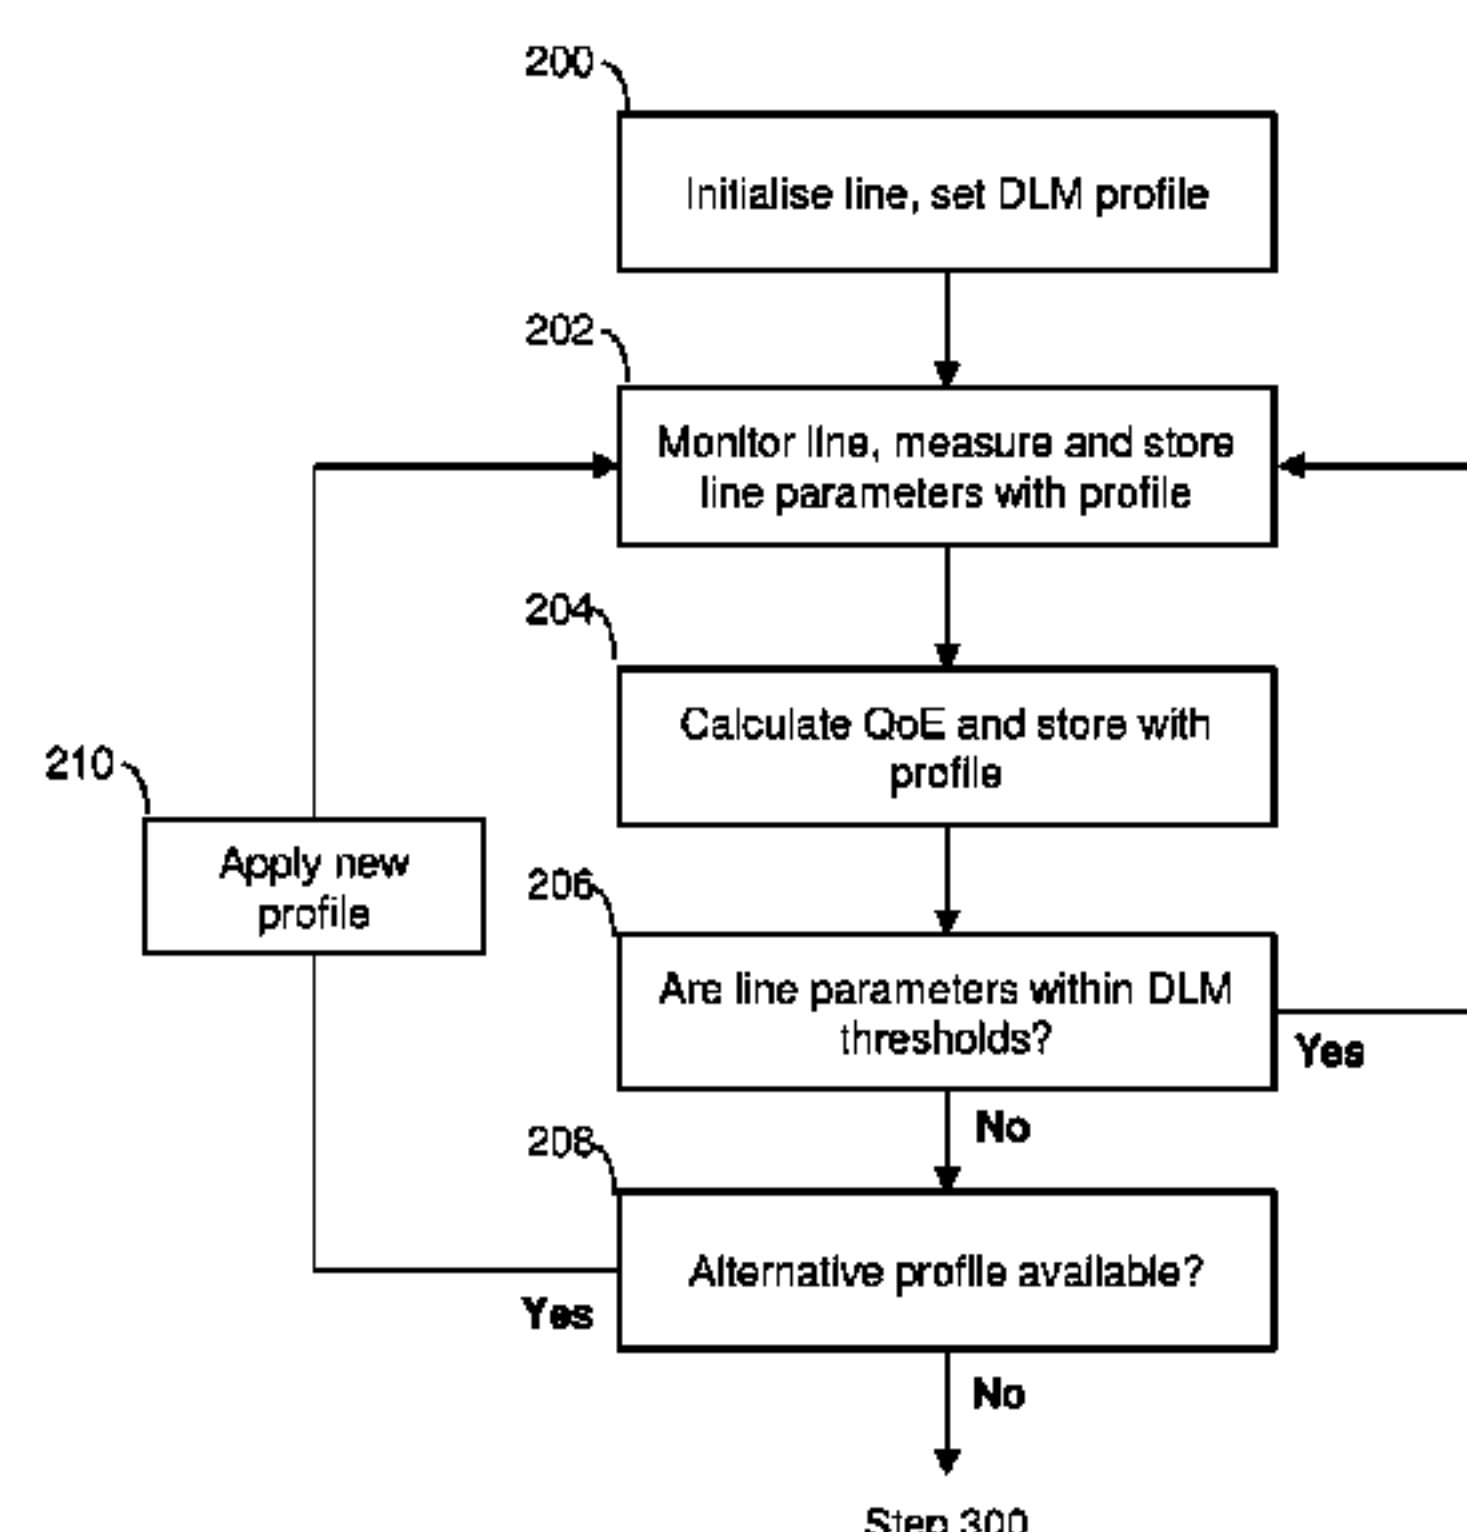 200
Initialise line, set DLM profile
202
Monitor line, measure and store
line parameters with profile
204
Calculate QoE and store with
profile
210
Apply new
profile
206
Are line parameters within DLM
thresholds?
Yes
No
208
Alternative profile available?
Yes
No
Step 300